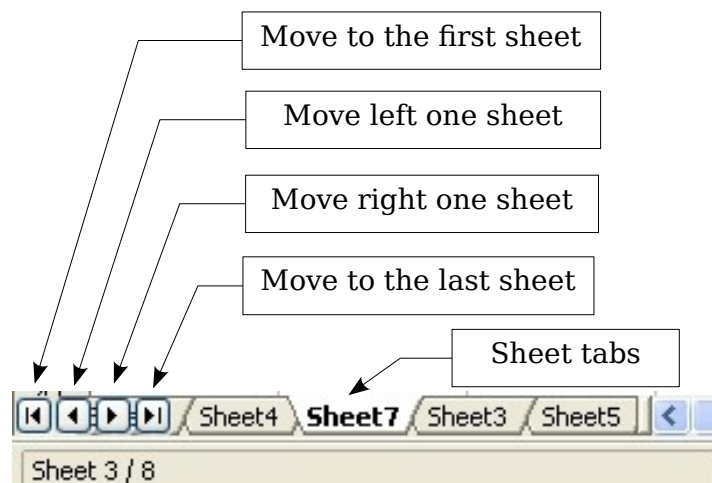 Move to the first sheet
Move left one sheet
Move right one sheet
Move to the last sheet
Sheet tabs
Sheet4 Sheet7 Sheet3 Sheet5
Sheet 3 / 8